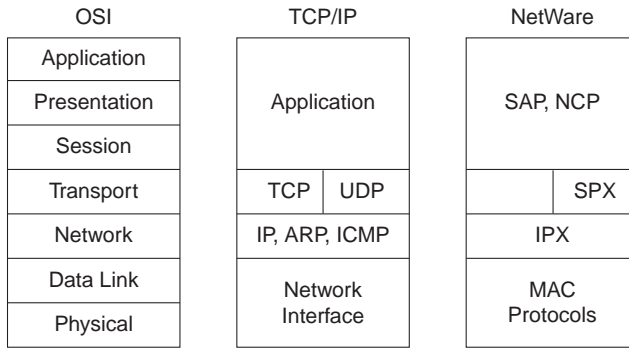 OSI
Application
Presentation
Session
Transport
Network
Data Link
Physical
TCP/IP
Application
TCP UDP
IP, ARP, ICMP
Network
Interface
NetWare
SAP, NCP
SPX
IPX
MAC
Protocols